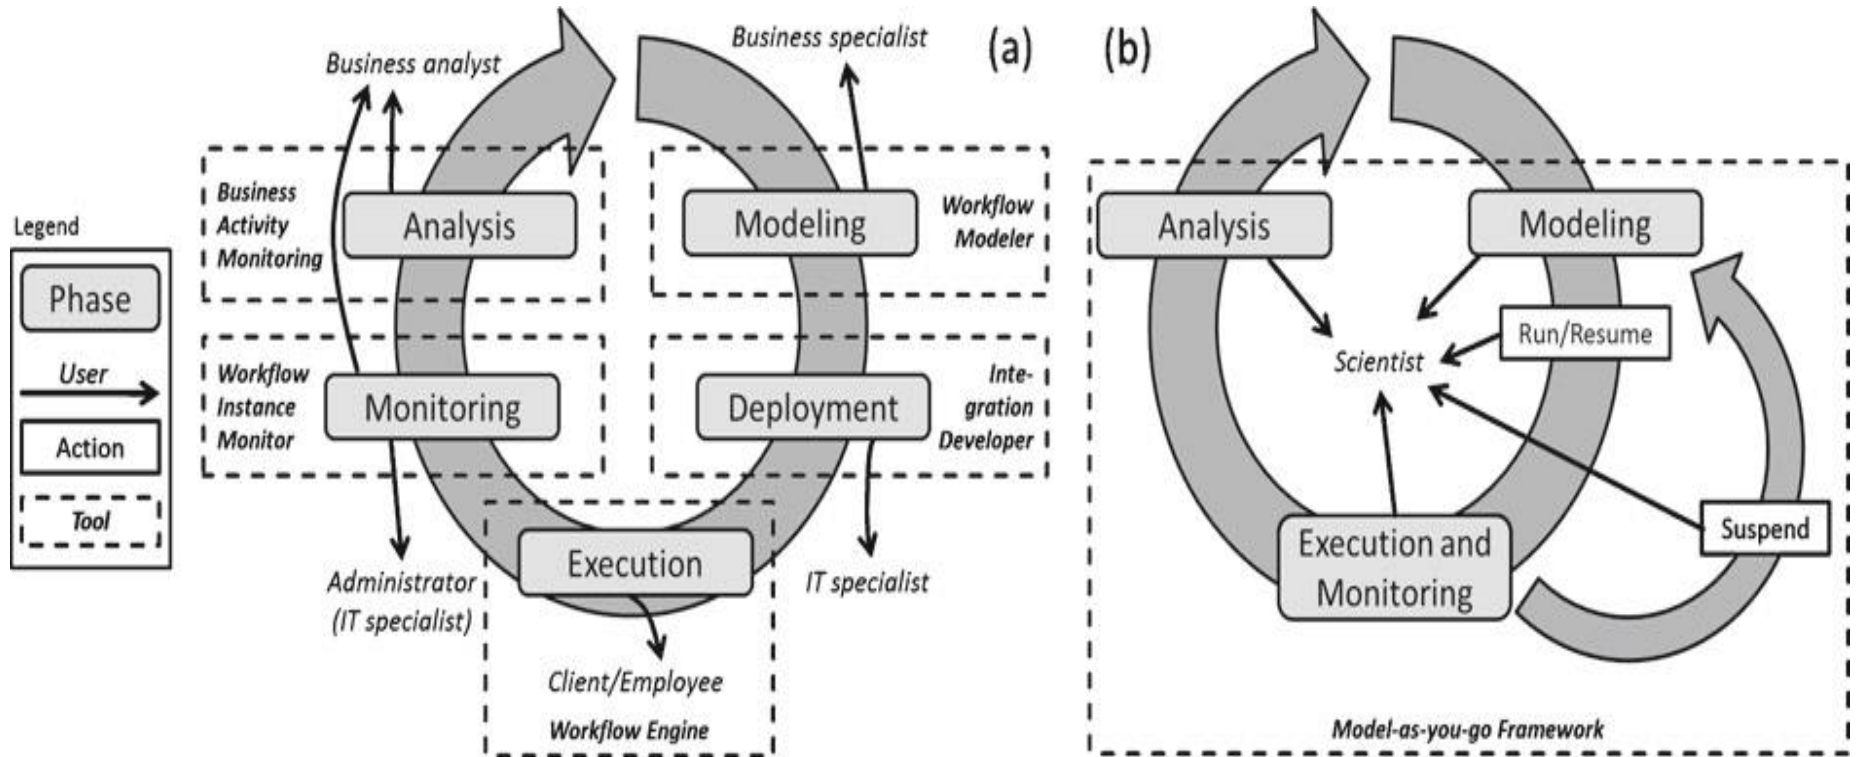 Legend
Phase
User
Action
Tool
(a)
Business analyst
Business specialist
Business
Activity
Monitoring
Analysis
Modeling
Workflow
Modeler
Workflow
Instance
Monitor
Monitoring
Deployment
Inte-
gration
Developer
Execution
Administrator
(IT specialist)
IT specialist
Client/Employee
Workflow Engine
(b)
Analysis
Modeling
Run/Resume
Scientist
Suspend
Execution and
Monitoring
Model-as-you-go Framework